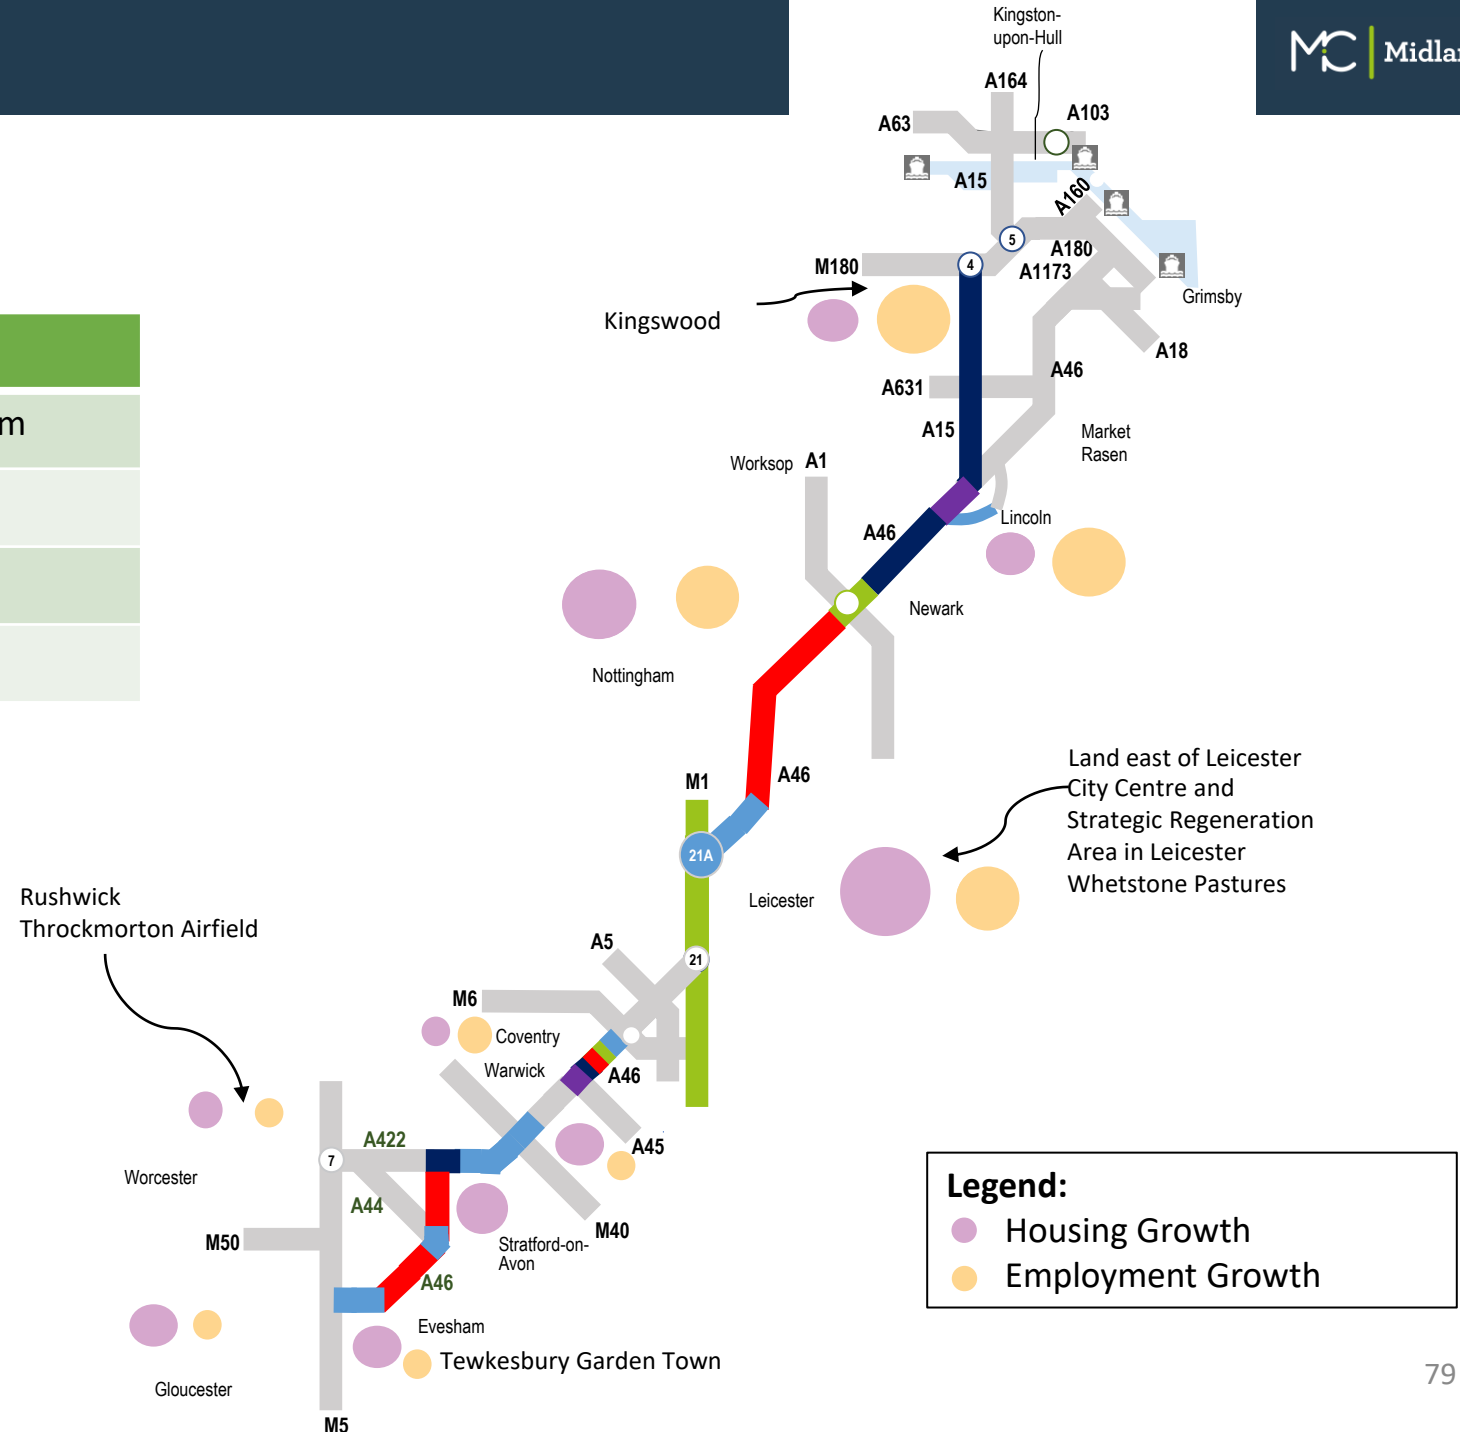 Kingston-
upon-Hull
MC Midlan
A164
A63
A103
A15
A160
5
A180
M180
4
A1173
Grimsby
Kingswood
A18
A46
A631
m
A15
Market
Rasen
Worksop A1
Lincoln
A46
Newark
Nottingham
Land east of Leicester
City Centre and
Strategic Regeneration
Area in Leicester
Whetstone Pastures
A46
M1
21A
Leicester
Rushwick
Throckmorton Airfield
A5
21
M6
Coventry
Warwick
A46
A422
A45
7
Worcester
A44
M50
Stratford-on-
Avon
M40
A46
Evesham
Tewkesbury Garden Town
Gloucester
M5
Legend:
Housing Growth
Employment Growth
79